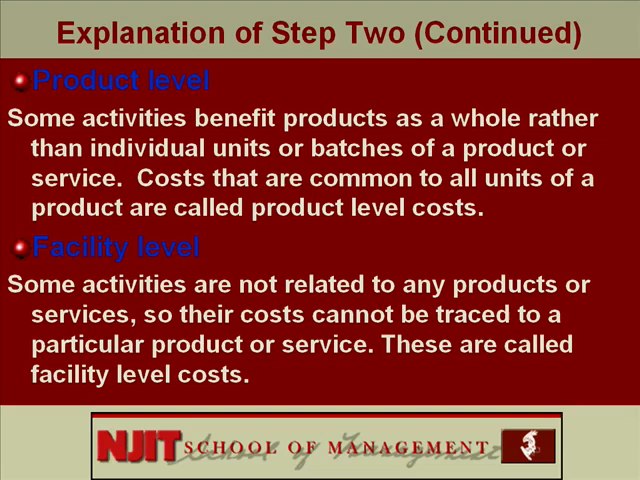 Explanation of Step Two (Continued)
Product level
Some activities benefit products as a whole rather
than individual units or batches of a product or
service.  Costs that are common to all units of a
product are called product level costs.
Facility level
Some activities are not related to any products or
services, so their costs cannot be traced to a
particular product or service. These are called
facility level costs.
NJIT SCHOOL OF MANAGEMENT
School of Management